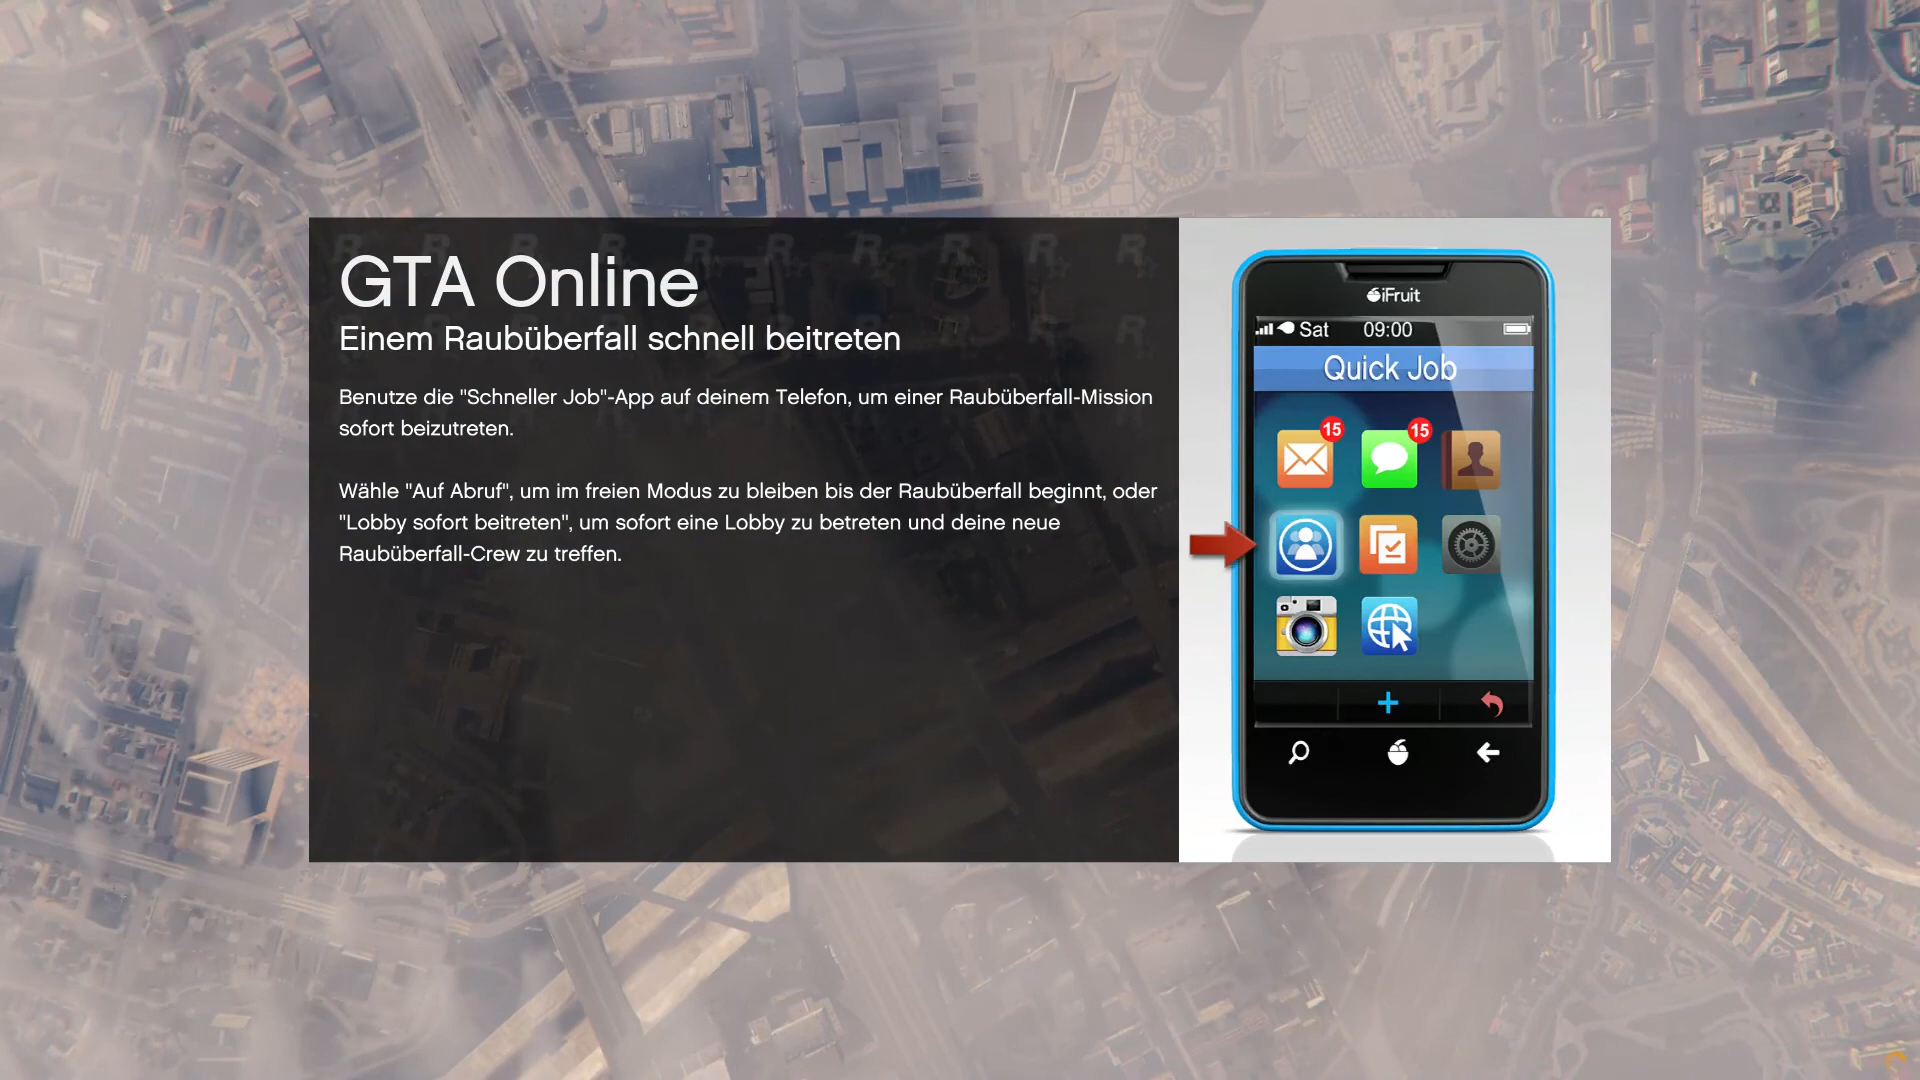 GTA Online
Einem Raubüberfall schnell beitreten
Benutze die "Schneller Job"-App auf deinem Telefon, um einer Raubüberfall-Mission
sofort beizutreten.
Wähle "Auf Abruf", um im freien Modus zu bleiben bis der Raubüberfall beginnt, oder
"Lobby sofort beitreten", um sofort eine Lobby zu betreten und deine neue
Raubüberfall-Crew zu treffen.
iFruit
Sat 09:00
Quick Job
15 15